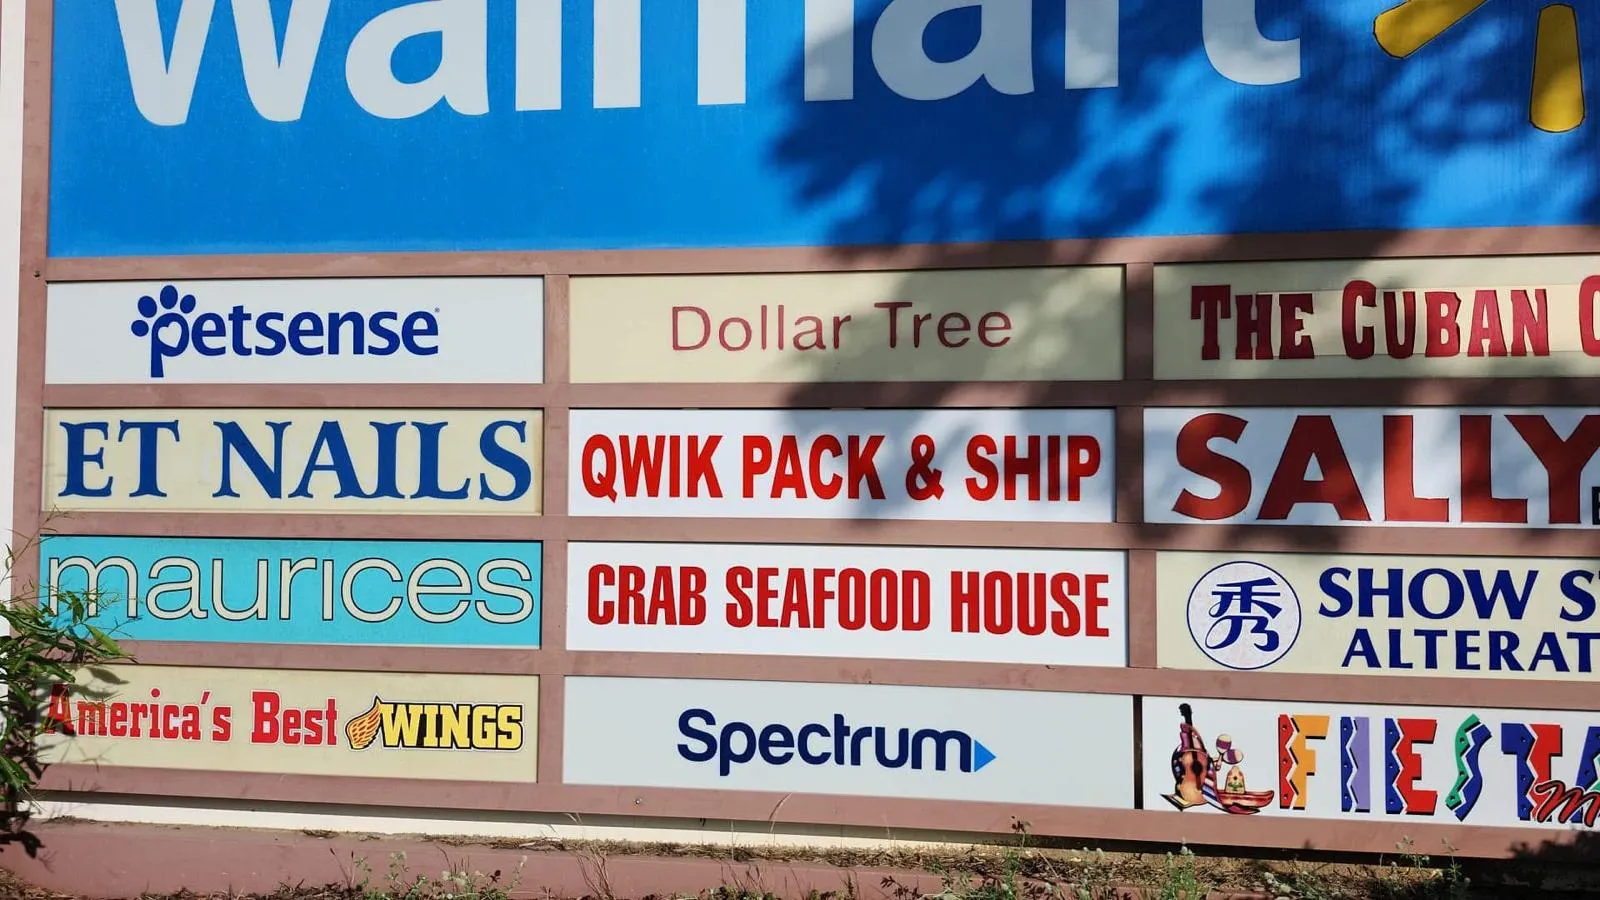 Walmart
petsense
Dollar Tree
THE CUBAN
ET NAILS
QWIK PACK & SHIP
SALLY
maurices
CRAB SEAFOOD HOUSE
秀
SHOW
ALTERAT
America's Best WINGS
Spectrum
FIESTA